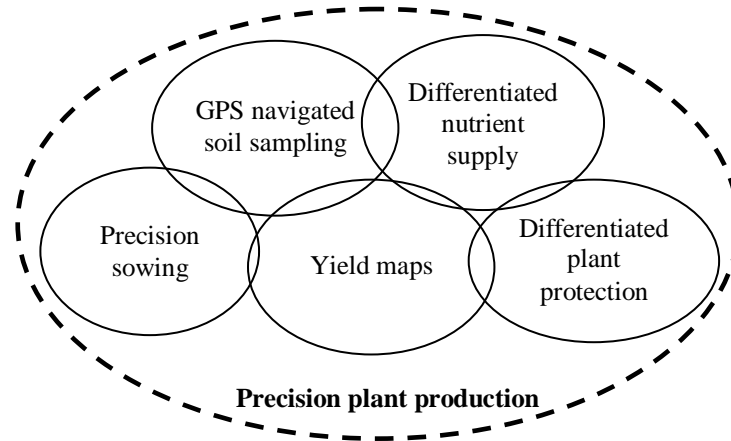 GPS navigated
soil sampling
Differentiated
nutrient
supply
Precision
sowing
Yield maps
Differentiated
plant
protection
Precision plant production